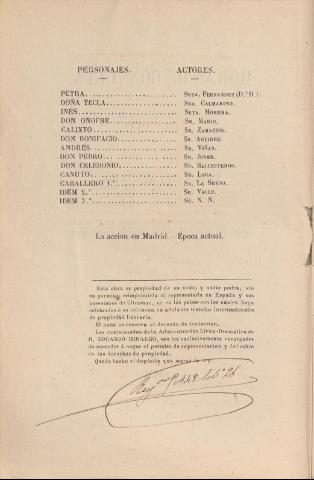 PERSONAJES. ACTORES.
PETRA........................ SRTA. FERNANDEZ (D.ª D.)
DOÑA TECLA.................. SRA. CALMARINO.
INÉS......................... SRTA. MORERA.
DON ONOFRE.................. SR. MARIO.
CALIXTO...................... SR. ZAMACOIS.
DON BONIFACIO............... SR. AGUIRRE
ANDRÉS....................... SR. VIÑAS.
DON PEDRO................... SR. JOVER.
DON CELEDONIO............... SR. BALLESTEROS.
CANUTO....................... SR. LARA.
CABALLERO 1.º............... SR. LA SERNA.
IDEM 2.º..................... SR. VALLE.
IDEM 3.º..................... SR. N. N.
La accion en Madrid.—Época actual.
Esta obra es propiedad de su autor, y nadie podrá, sin
su permiso, reimprimirla ni representarla en España y sus
posesiones de Ultramar, ni en los países con los cuales haya
celebrados ó se celebren en adelante tratados internacionales
de propiedad literaria.
El autor se reserva el derecho de traduccion.
Los comisionados de la Administracion Lírico-Dramática de
D. EDUARDO HIDALGO, son los exclusivamente encargados
de conceder ó negar el permiso de representacion y del cobro
de los derechos de propiedad.
Queda hecho el depósito que marca la ley.